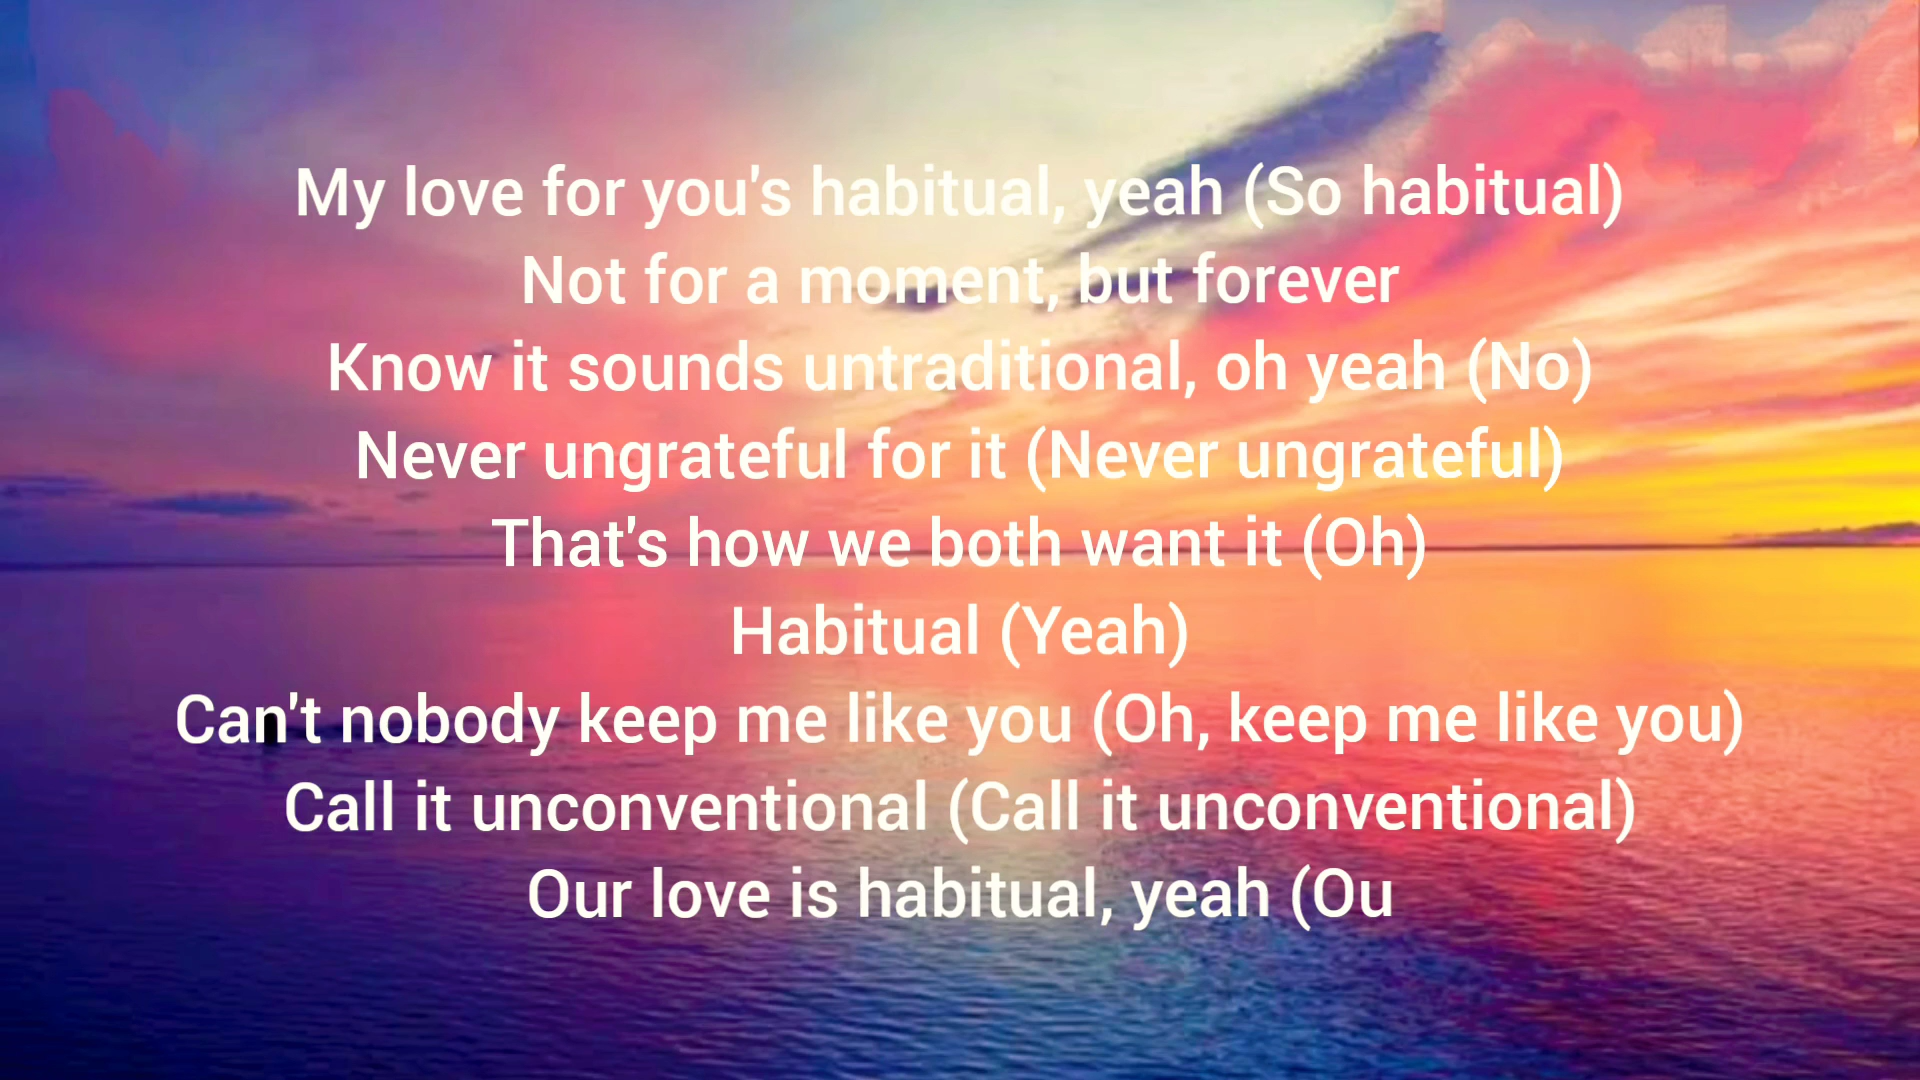 My love for you's habitual, yeah (So habitual)
Not for a moment, but forever
Know it sounds untraditional, oh yeah (No)
Never ungrateful for it (Never ungrateful)
That's how we both want it (Oh)
Habitual (Yeah)
Can't nobody keep me like you (Oh, keep me like you)
Call it unconventional (Call it unconventional)
Our love is habitual, yeah (Ou